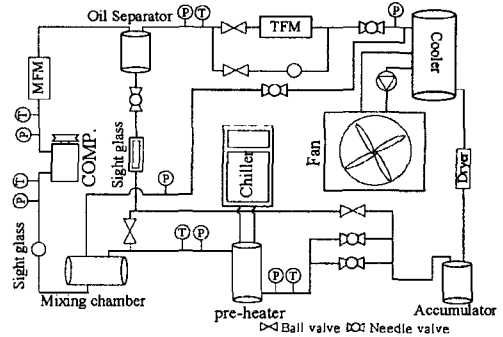 Oil Separator
P
T
TFM
P
Cooler
MFM
T
P
COMP.
Sight glass
Chiller
Fan
Dryer
T
P
P
Sight glass
T
P
P
T
Mixing chamber
pre-heater
Accumulator
Ball valve
Needle valve